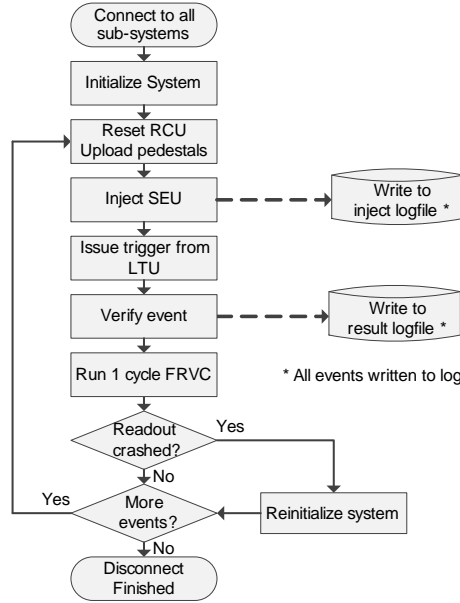 Connect to all
sub-systems
Initialize System
Reset RCU
Upload pedestals
Inject SEU
Write to
inject logfile *
Issue trigger from
LTU
Verify event
Write to
result logfile *
Run 1 cycle FRVC
* All events written to log
Readout
crashed?
Yes
No
Yes
More
events?
Reinitialize system
No
Disconnect
Finished